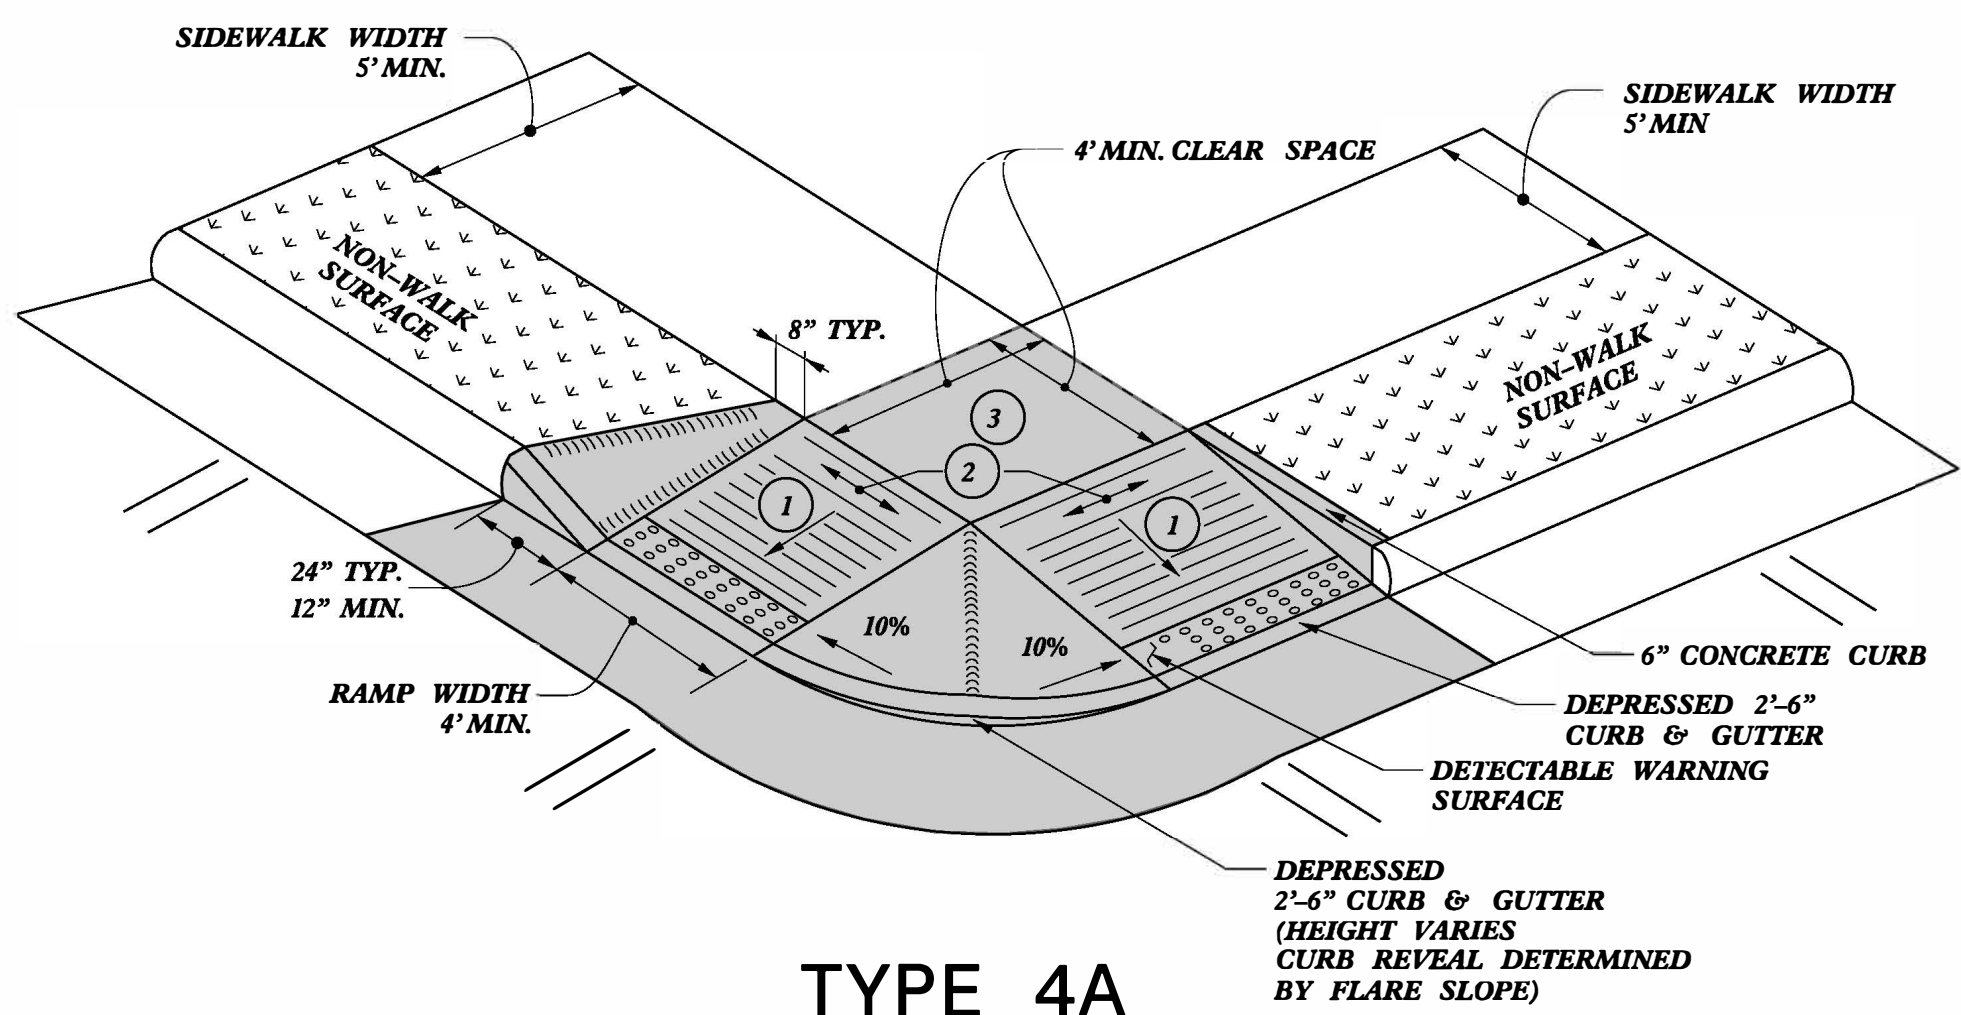 SIDEWALK WIDTH
5' MIN.
SIDEWALK WIDTH
5' MIN
4' MIN. CLEAR SPACE
8" TYP.
NON-WALK
SURFACE
NON-WALK
SURFACE
3
2
1
1
24" TYP.
12" MIN.
10%
10%
RAMP WIDTH
4' MIN.
6" CONCRETE CURB
DEPRESSED 2'-6"
CURB & GUTTER
DETECTABLE WARNING
SURFACE
DEPRESSED
2'-6" CURB & GUTTER
(HEIGHT VARIES
CURB REVEAL DETERMINED
BY FLARE SLOPE)
TYPE 4A